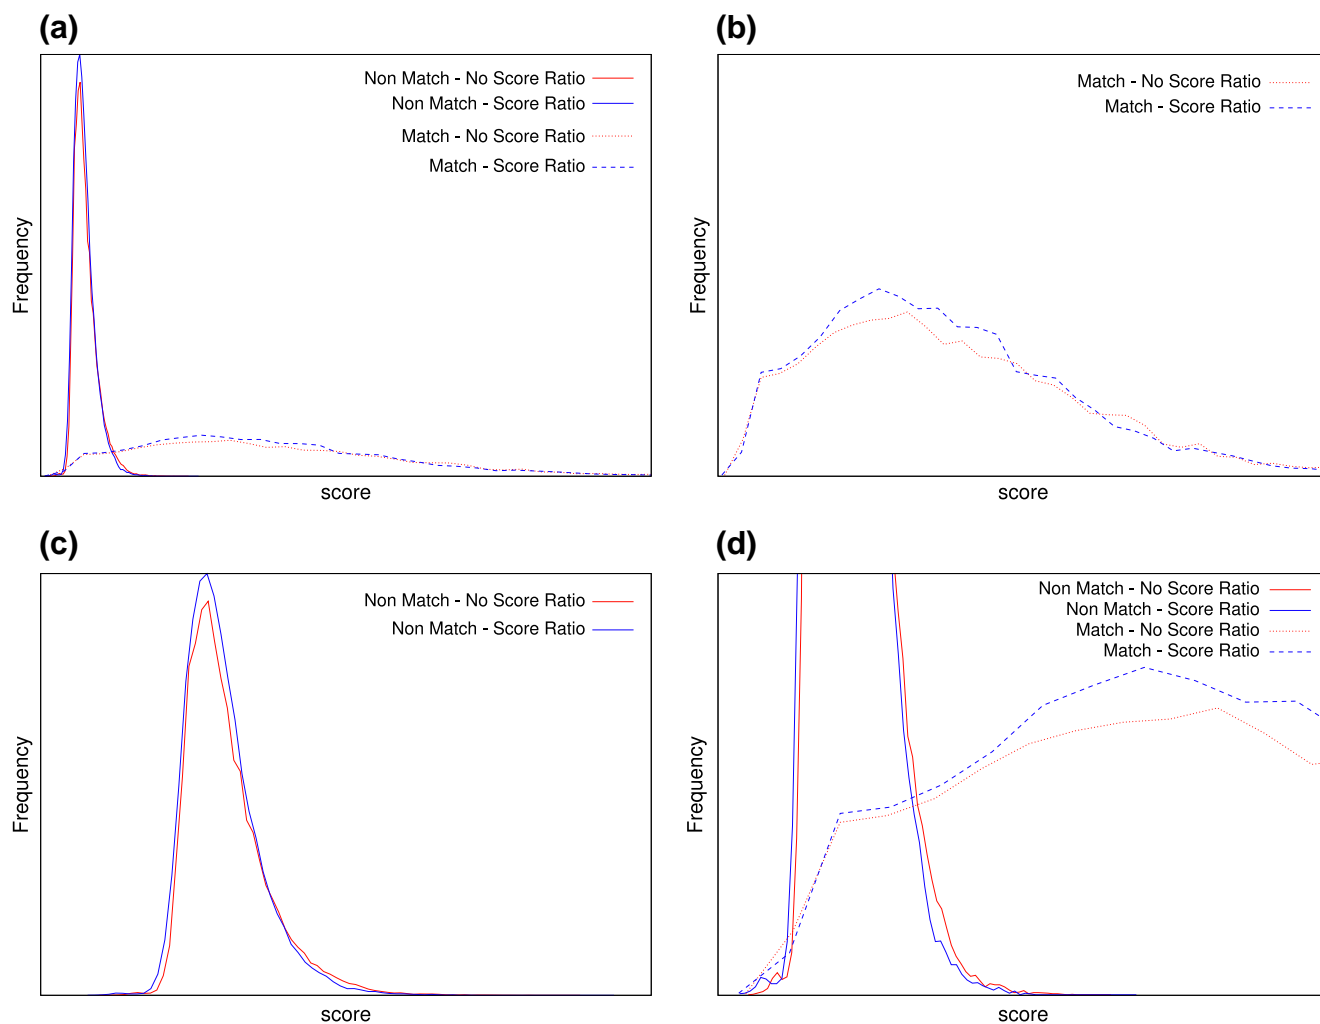 (a)
Non Match - No Score Ratio
Non Match - Score Ratio
Match - No Score Ratio
Match - Score Ratio
Frequency
score
(b)
Match - No Score Ratio
Match - Score Ratio
Frequency
score
(c)
Non Match - No Score Ratio
Non Match - Score Ratio
Frequency
score
(d)
Non Match - No Score Ratio
Non Match - Score Ratio
Match - No Score Ratio
Match - Score Ratio
Frequency
score